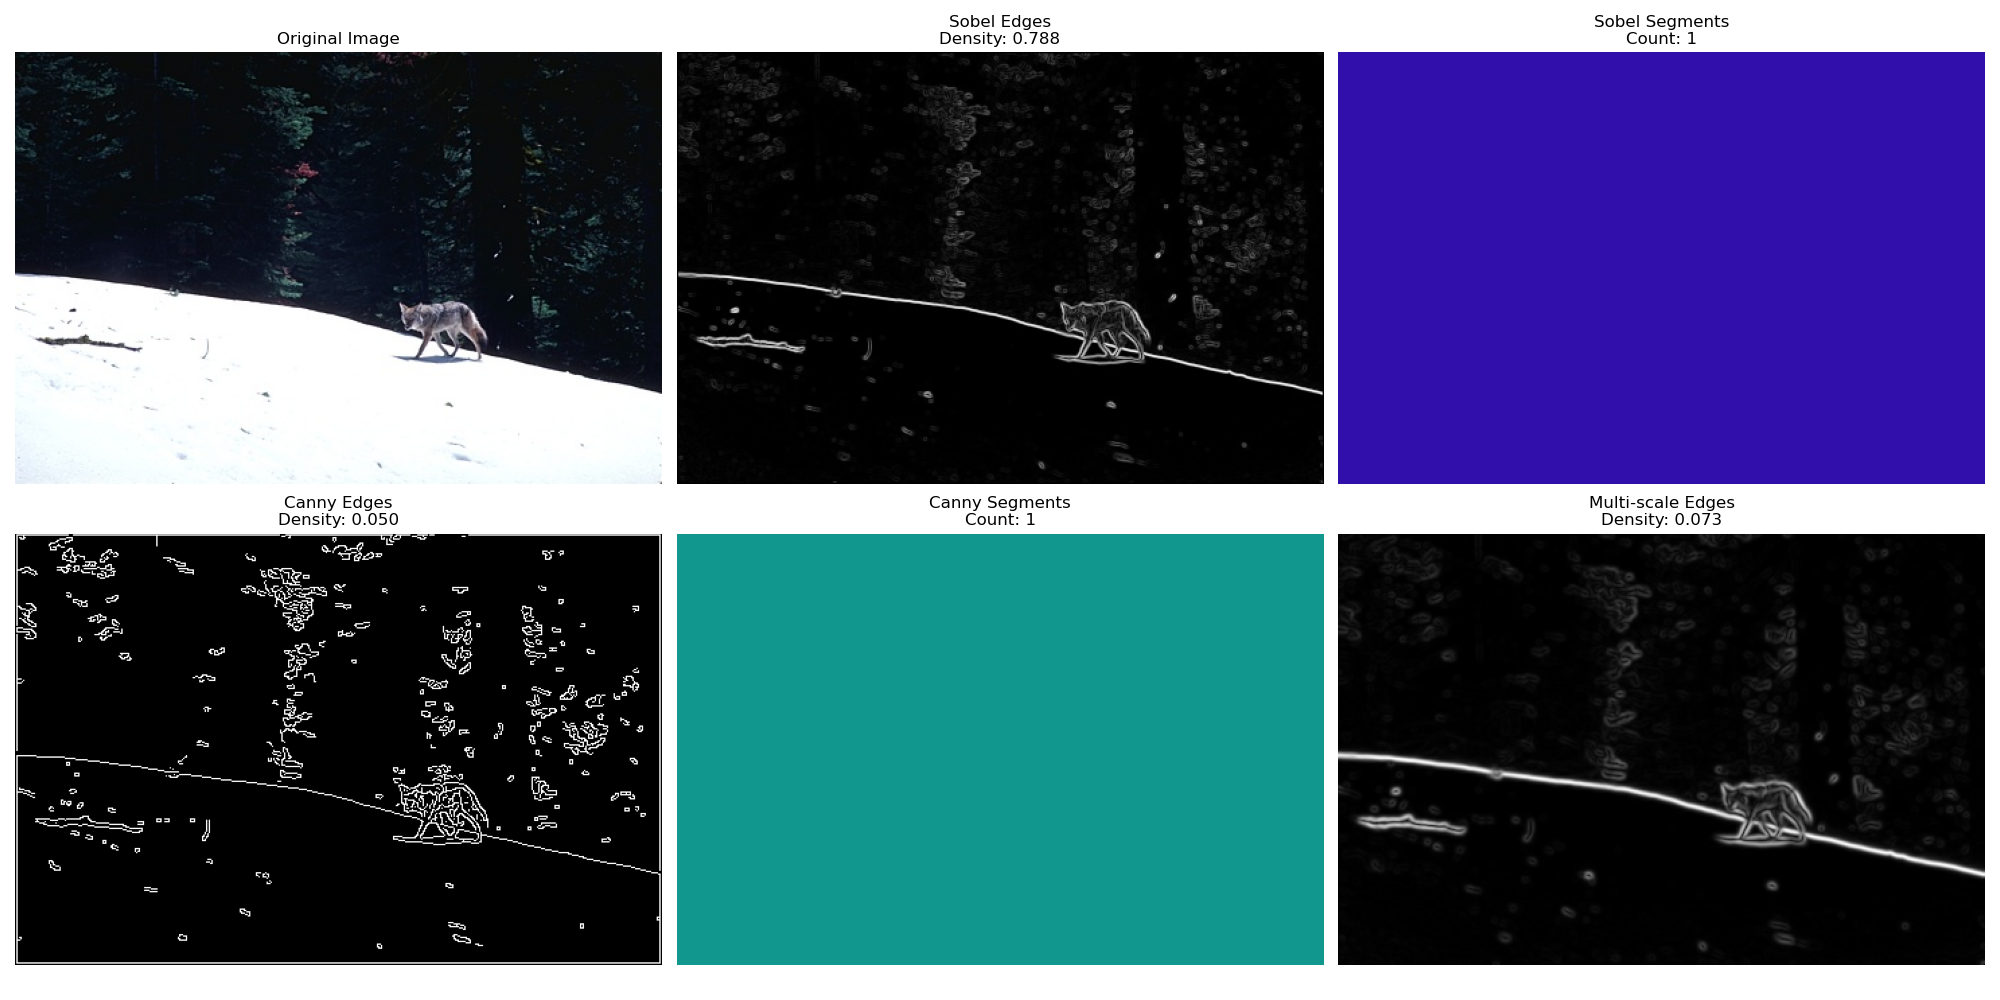 Original Image
Sobel Edges
Density: 0.788
Sobel Segments
Count: 1
Canny Edges
Density: 0.050
Canny Segments
Count: 1
Multi-scale Edges
Density: 0.073